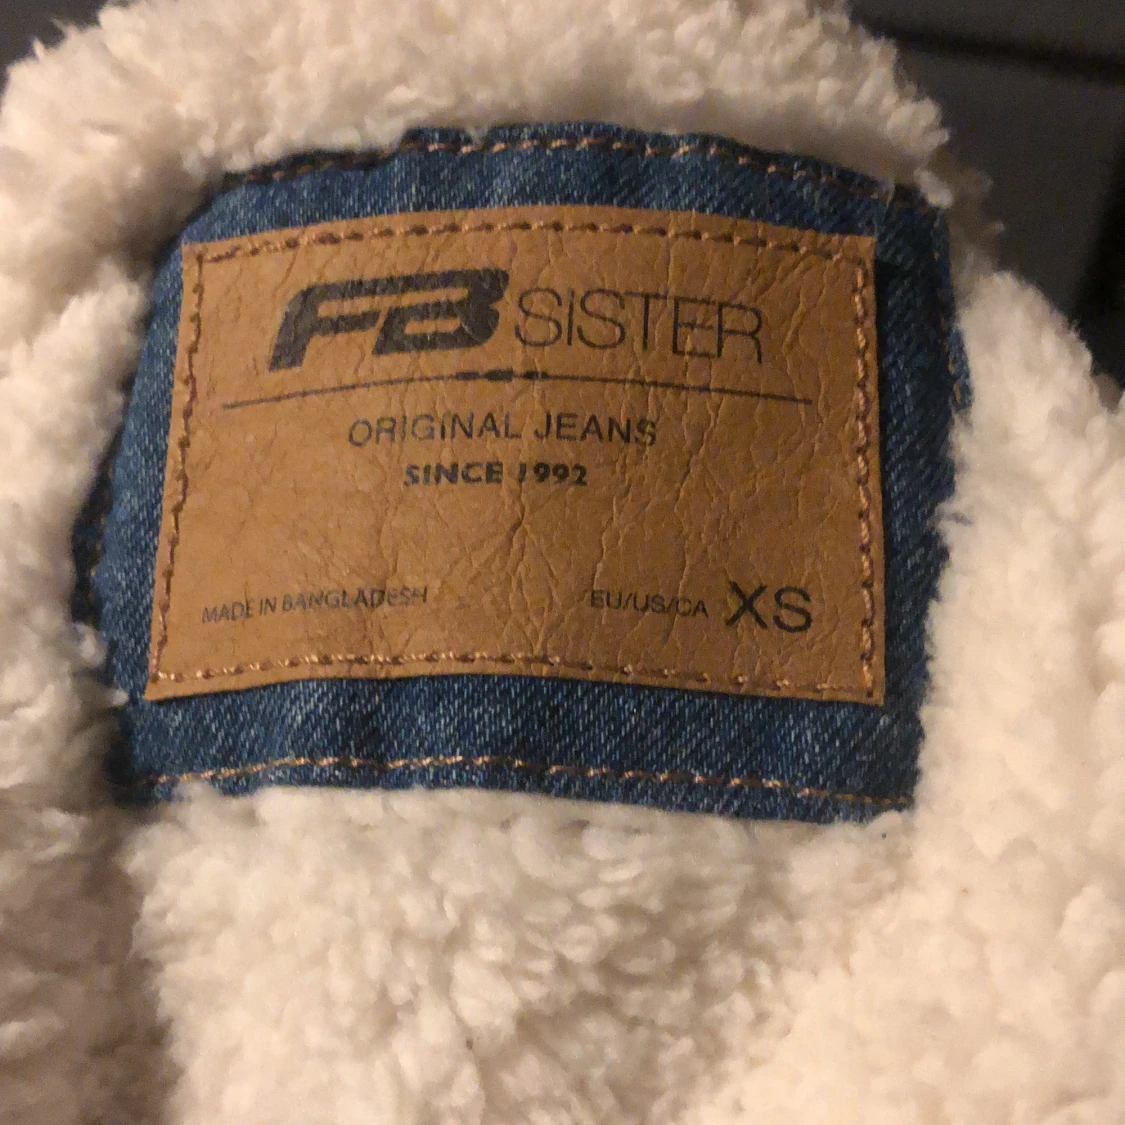 FB SISTER
ORIGINAL JEANS
SINCE 1992
MADE IN BANGLADESH
EU/US/CA XS